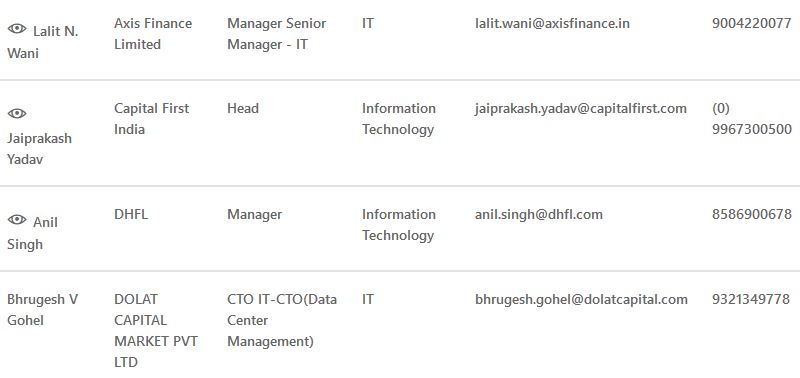 Lalit N. Wani Axis Finance Limited Manager Senior Manager - IT IT lalit.wani@axisfinance.in 9004220077
Jaiprakash Yadav Capital First India Head Information Technology jaiprakash.yadav@capitalfirst.com (0) 9967300500
Anil Singh DHFL Manager Information Technology anil.singh@dhfl.com 8586900678
Bhrugesh V Gohel DOLAT CAPITAL MARKET PVT LTD CTO IT-CTO(Data Center Management) IT bhrugesh.gohel@dolatcapital.com 9321349778